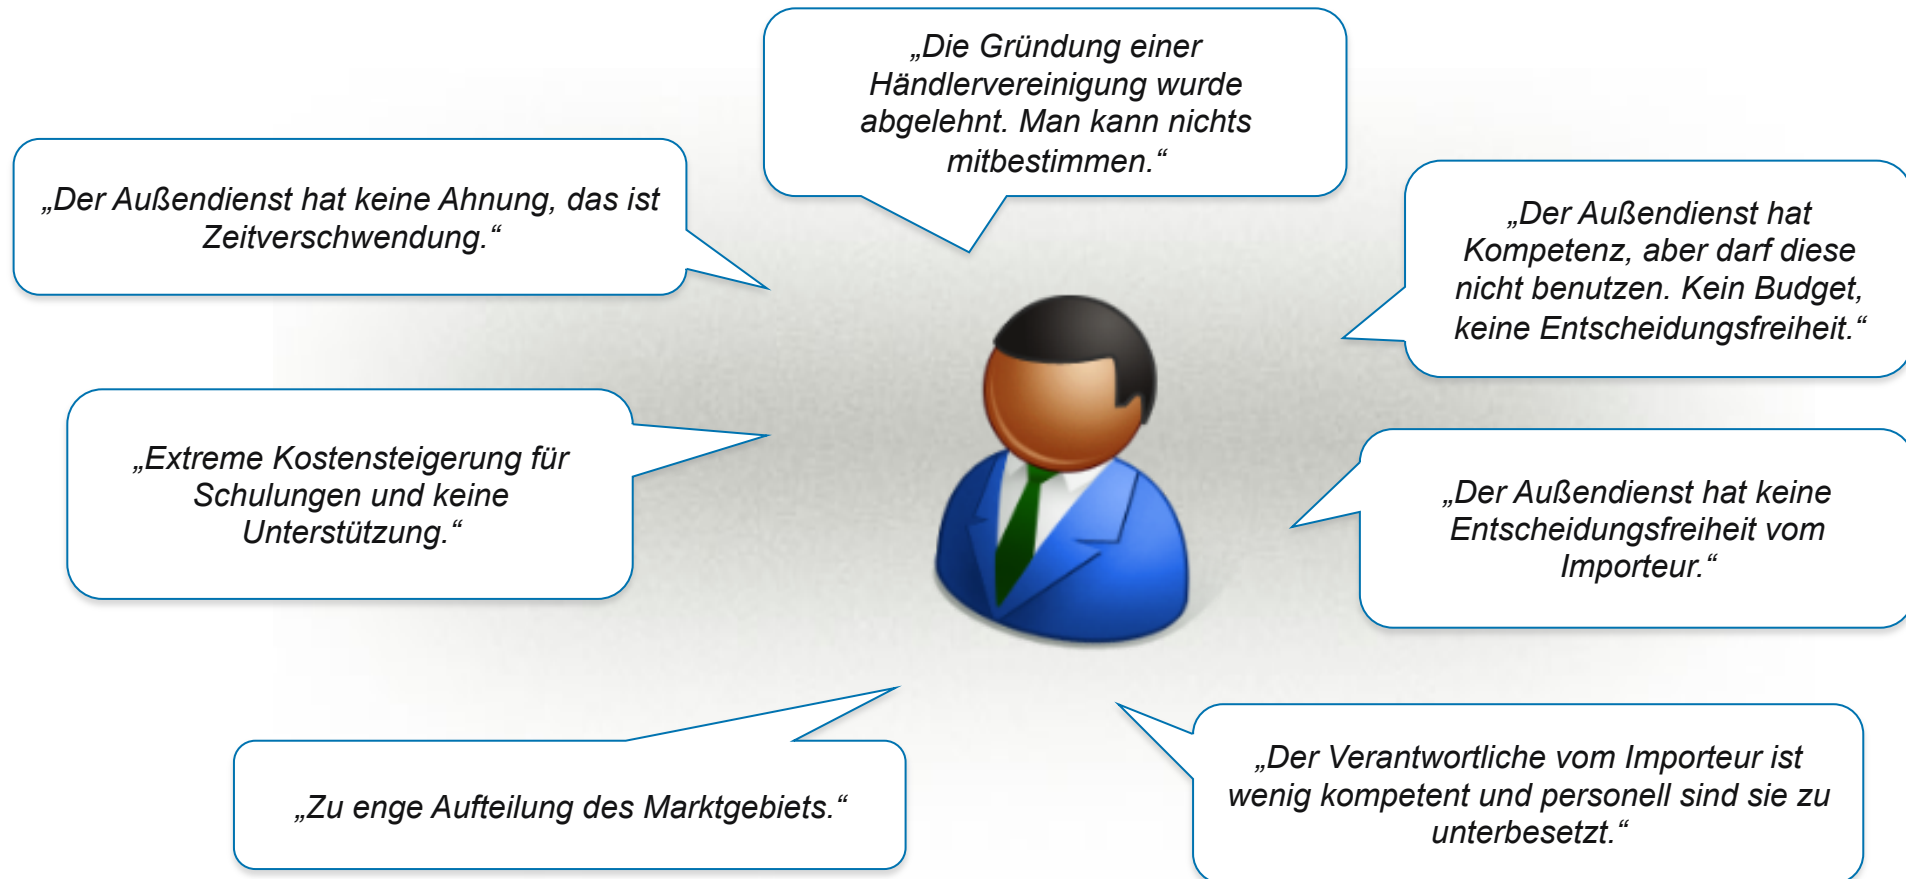 „Die Gründung einer
Händlervereinigung wurde
abgelehnt. Man kann nichts
mitbestimmen.“
„Der Außendienst hat keine Ahnung, das ist
Zeitverschwendung.“
„Der Außendienst hat
Kompetenz, aber darf diese
nicht benutzen. Kein Budget,
keine Entscheidungsfreiheit.“
„Extreme Kostensteigerung für
Schulungen und keine
Unterstützung.“
„Der Außendienst hat keine
Entscheidungsfreiheit vom
Importeur.“
„Zu enge Aufteilung des Marktgebiets.“
„Der Verantwortliche vom Importeur ist
wenig kompetent und personell sind sie zu
unterbesetzt.“